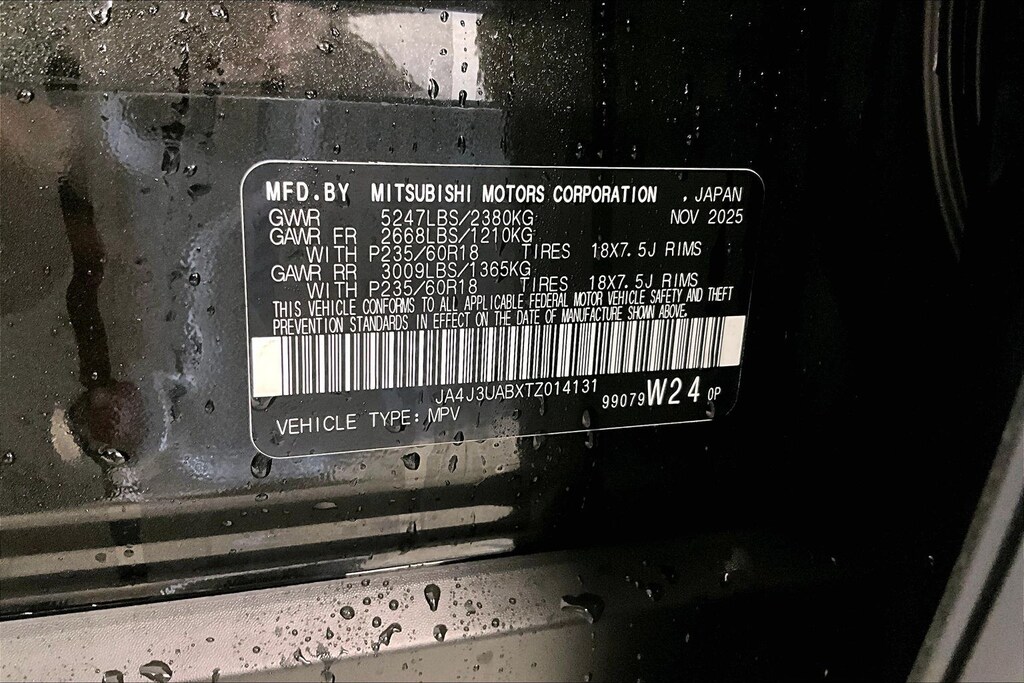 MFD.BY MITSUBISHI MOTORS CORPORATION , JAPAN
GVWR 5247LBS/2380KG NOV 2025
GAWR FR 2668LBS/1210KG
WITH P235/60R18 TIRES 18X7.5J RIMS
GAWR RR 3009LBS/1365KG
WITH P235/60R18 TIRES 18X7.5J RIMS
THIS VEHICLE CONFORMS TO ALL APPLICABLE FEDERAL MOTOR VEHICLE SAFETY AND THEFT
PREVENTION STANDARDS IN EFFECT ON THE DATE OF MANUFACTURE SHOWN ABOVE.
JA4J3UABXTZ014131 99079W24 0P
VEHICLE TYPE: MPV